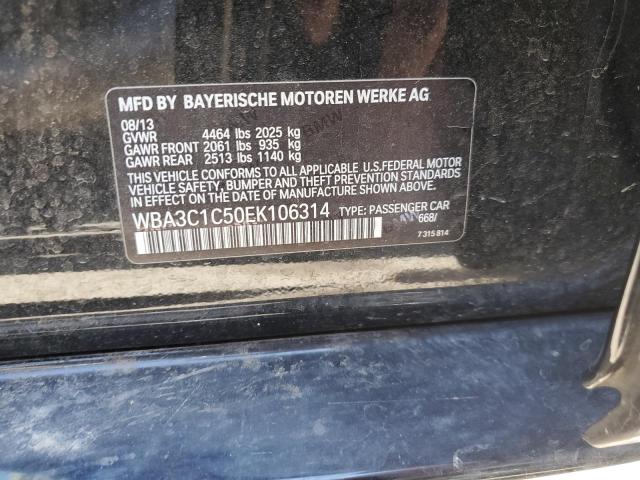 MFD BY BAYERISCHE MOTOREN WERKE AG
08/13
GVWR 4464 lbs 2025 kg
GAWR FRONT 2061 lbs 935 kg
GAWR REAR 2513 lbs 1140 kg
THIS VEHICLE CONFORMS TO ALL APPLICABLE U.S.FEDERAL MOTOR
VEHICLE SAFETY, BUMPER, AND THEFT PREVENTION STANDARDS
IN EFFECT ON THE DATE OF MANUFACTURE SHOWN ABOVE.
WBA3C1C50EK106314 TYPE: PASSENGER CAR
668/
7 315 814